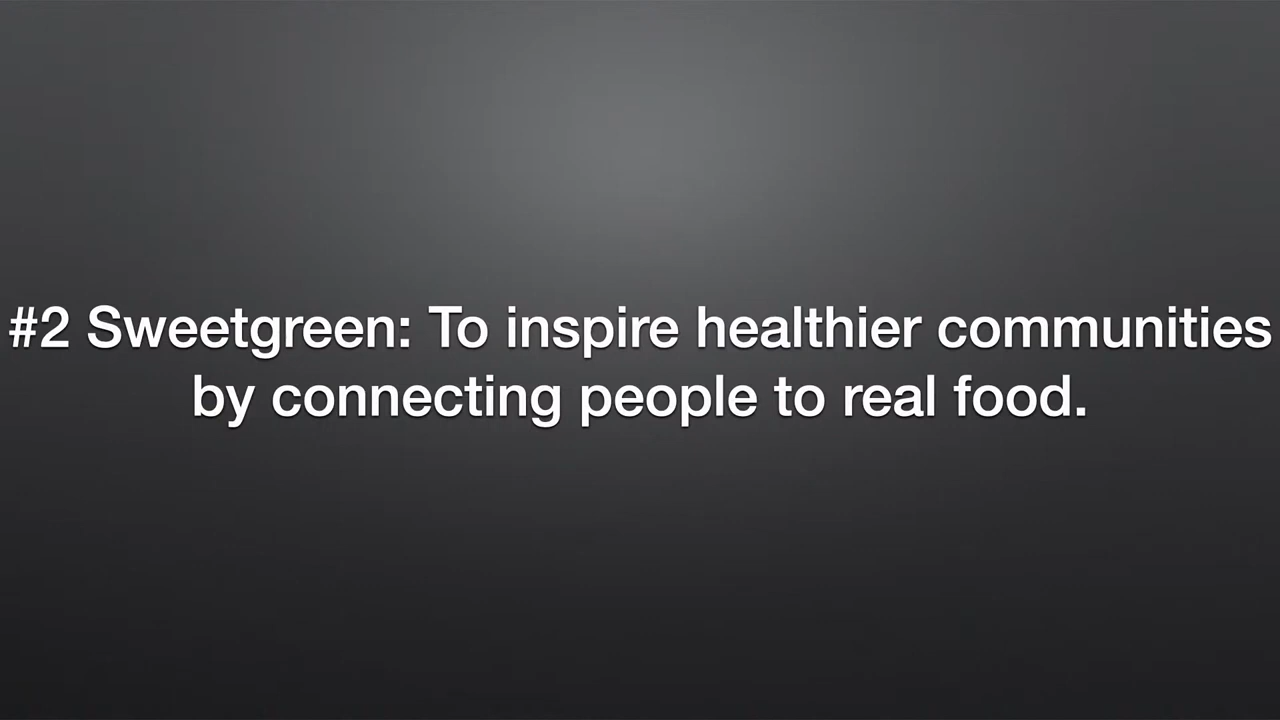 #2 Sweetgreen: To inspire healthier communities
by connecting people to real food.